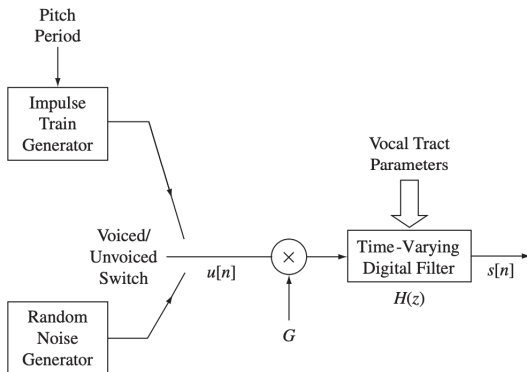 Pitch
Period
Impulse
Train
Generator
Vocal Tract
Parameters
Voiced/
Unvoiced
Switch
u[n]
×
Time-Varying
Digital Filter
s[n]
H(z)
Random
Noise
Generator
G